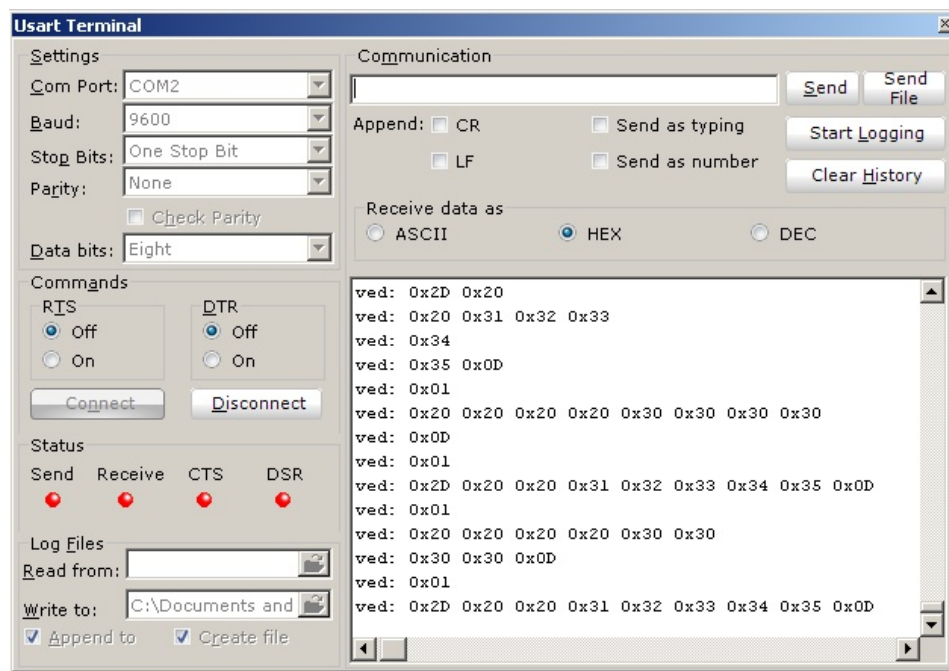 Usart Terminal
Settings
Com Port: COM2
Baud: 9600
Stop Bits: One Stop Bit
Parity: None
Check Parity
Data bits: Eight
Commands
RTS
Off
On
DTR
Off
On
Connect
Disconnect
Status
Send Receive CTS DSR
Log Files
Read from:
Write to: C:\Documents and
Append to Create file
Communication
Send
Send File
Append: CR
LF
Send as typing
Send as number
Start Logging
Clear History
Receive data as
ASCII HEX DEC
ved: 0x2D 0x20
ved: 0x20 0x31 0x32 0x33
ved: 0x34
ved: 0x35 0x0D
ved: 0x01
ved: 0x20 0x20 0x20 0x20 0x30 0x30 0x30 0x30
ved: 0x0D
ved: 0x01
ved: 0x2D 0x20 0x20 0x31 0x32 0x33 0x34 0x35 0x0D
ved: 0x01
ved: 0x20 0x20 0x20 0x20 0x30 0x30
ved: 0x30 0x30 0x0D
ved: 0x01
ved: 0x2D 0x20 0x20 0x31 0x32 0x33 0x34 0x35 0x0D